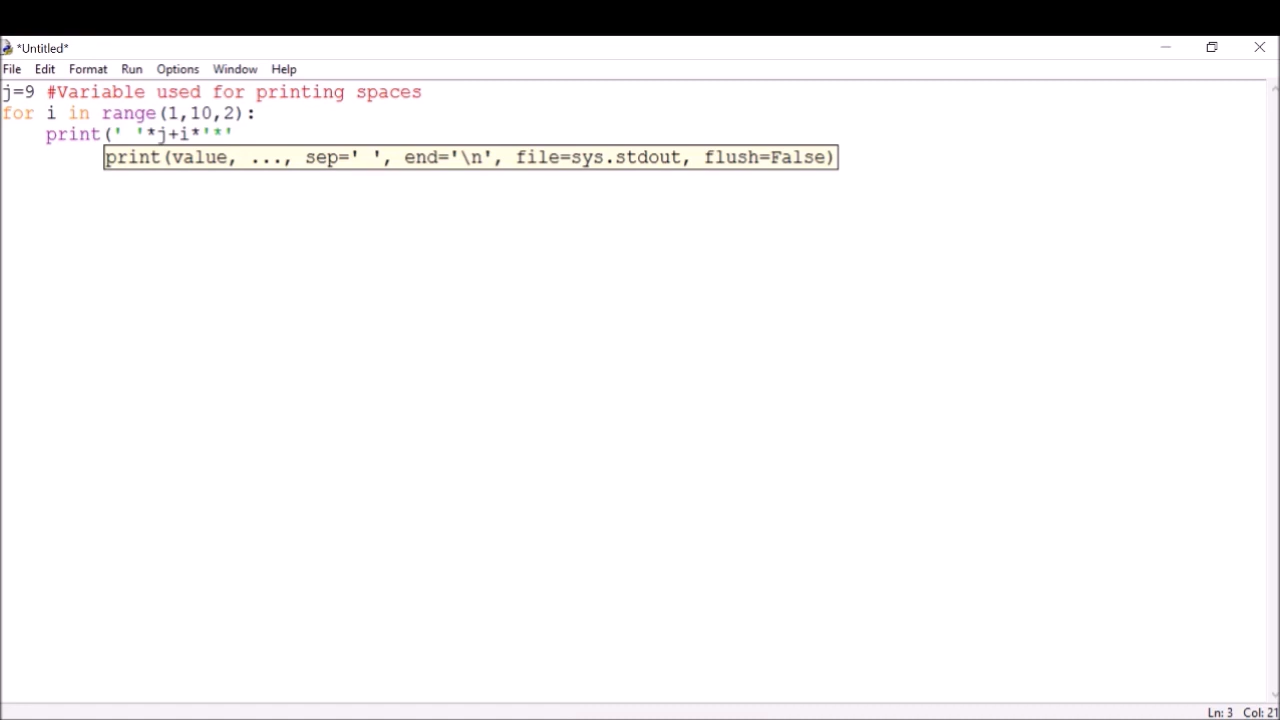 *Untitled*
File Edit Format Run Options Window Help
j=9 #Variable used for printing spaces
for i in range(1,10,2):
    print(' '*j+i*'*'
print(value, ..., sep=' ', end='\n', file=sys.stdout, flush=False)
Ln: 3 Col: 21